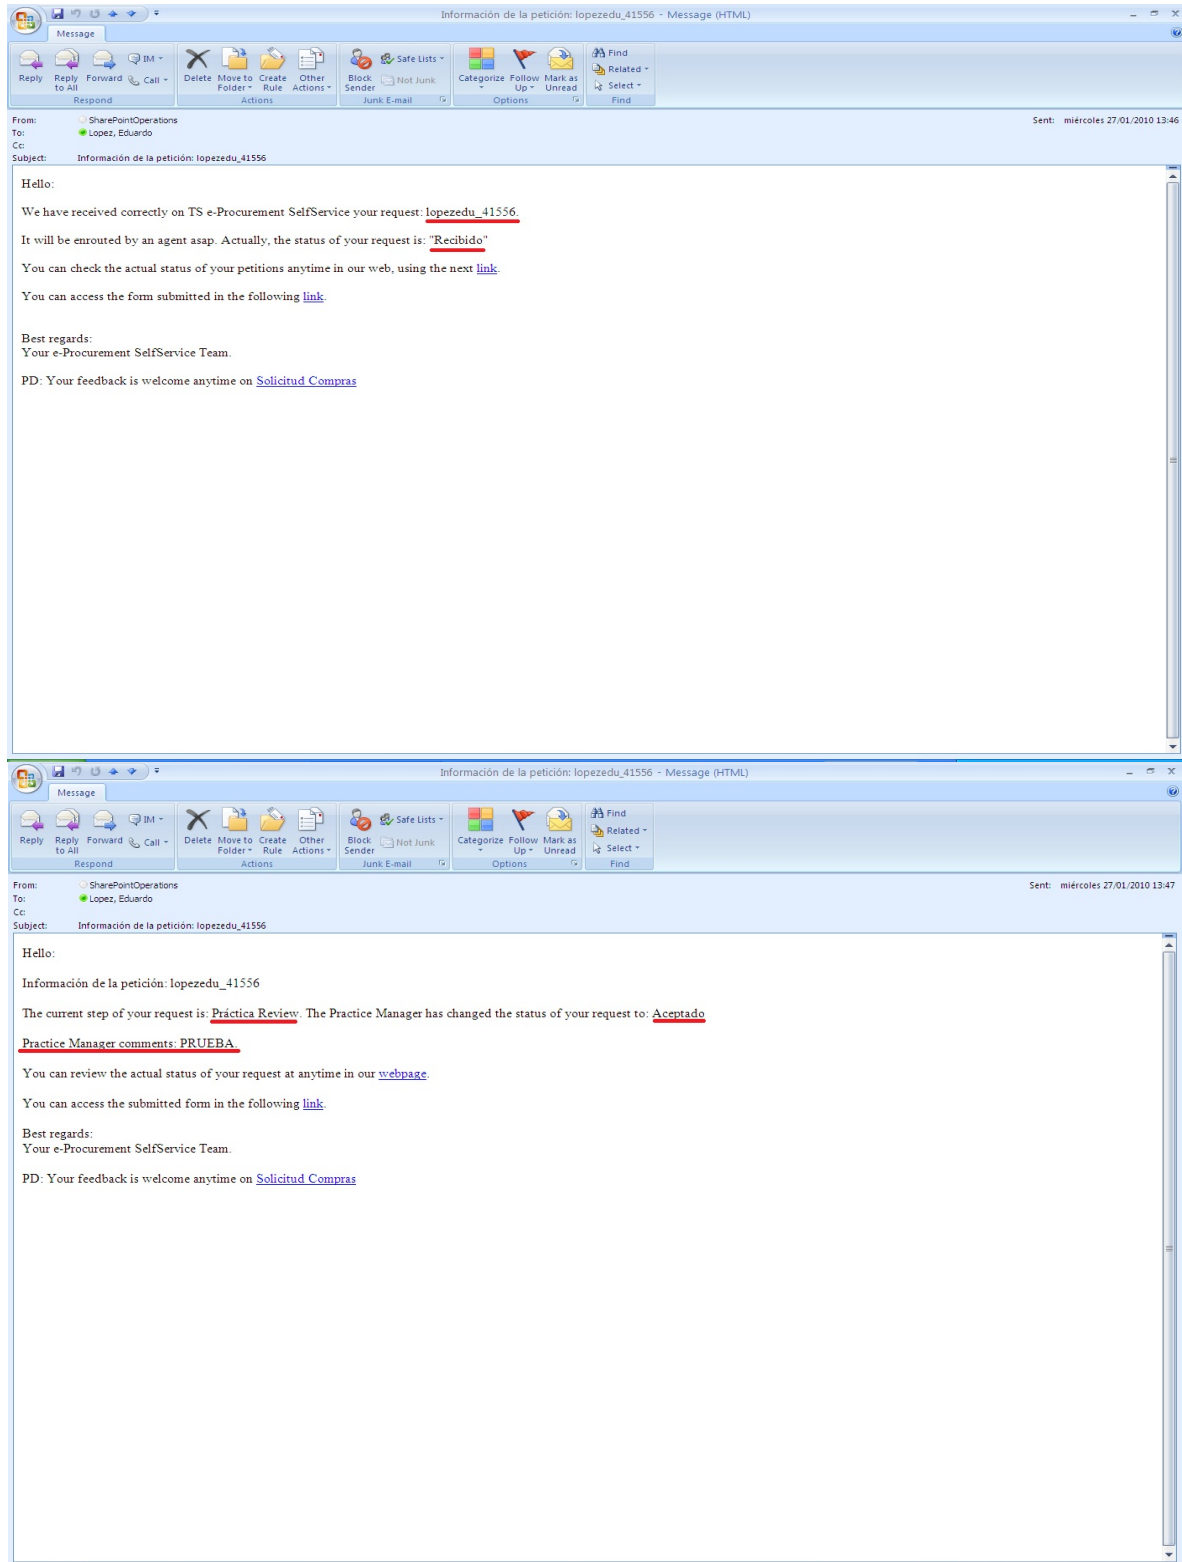 Información de la petición: lopezedu_41556 - Message (HTML)
Message
Reply
Reply to All
Forward
IM
Call
Respond
Delete
Move to Folder
Create Rule
Other Actions
Actions
Block Sender
Safe Lists
Not Junk
Junk E-mail
Categorize
Follow Up
Mark as Unread
Options
Find
Related
Select
Find
From: SharePointOperations
Sent: miércoles 27/01/2010 13:46
To: Lopez, Eduardo
Cc:
Subject: Información de la petición: lopezedu_41556
Hello:
We have received correctly on TS e-Procurement SelfService your request: lopezedu_41556.
It will be enrouted by an agent asap. Actually, the status of your request is: "Recibido"
You can check the actual status of your petitions anytime in our web, using the next link.
You can access the form submitted in the following link.
Best regards:
Your e-Procurement SelfService Team.
PD: Your feedback is welcome anytime on Solicitud Compras
Información de la petición: lopezedu_41556 - Message (HTML)
Message
Reply
Reply to All
Forward
IM
Call
Respond
Delete
Move to Folder
Create Rule
Other Actions
Actions
Block Sender
Safe Lists
Not Junk
Junk E-mail
Categorize
Follow Up
Mark as Unread
Options
Find
Related
Select
Find
From: SharePointOperations
Sent: miércoles 27/01/2010 13:47
To: Lopez, Eduardo
Cc:
Subject: Información de la petición: lopezedu_41556
Hello:
Información de la petición: lopezedu_41556
The current step of your request is: Práctica Review. The Practice Manager has changed the status of your request to: Aceptado
Practice Manager comments: PRUEBA.
You can review the actual status of your request at anytime in our webpage.
You can access the submitted form in the following link.
Best regards:
Your e-Procurement SelfService Team.
PD: Your feedback is welcome anytime on Solicitud Compras